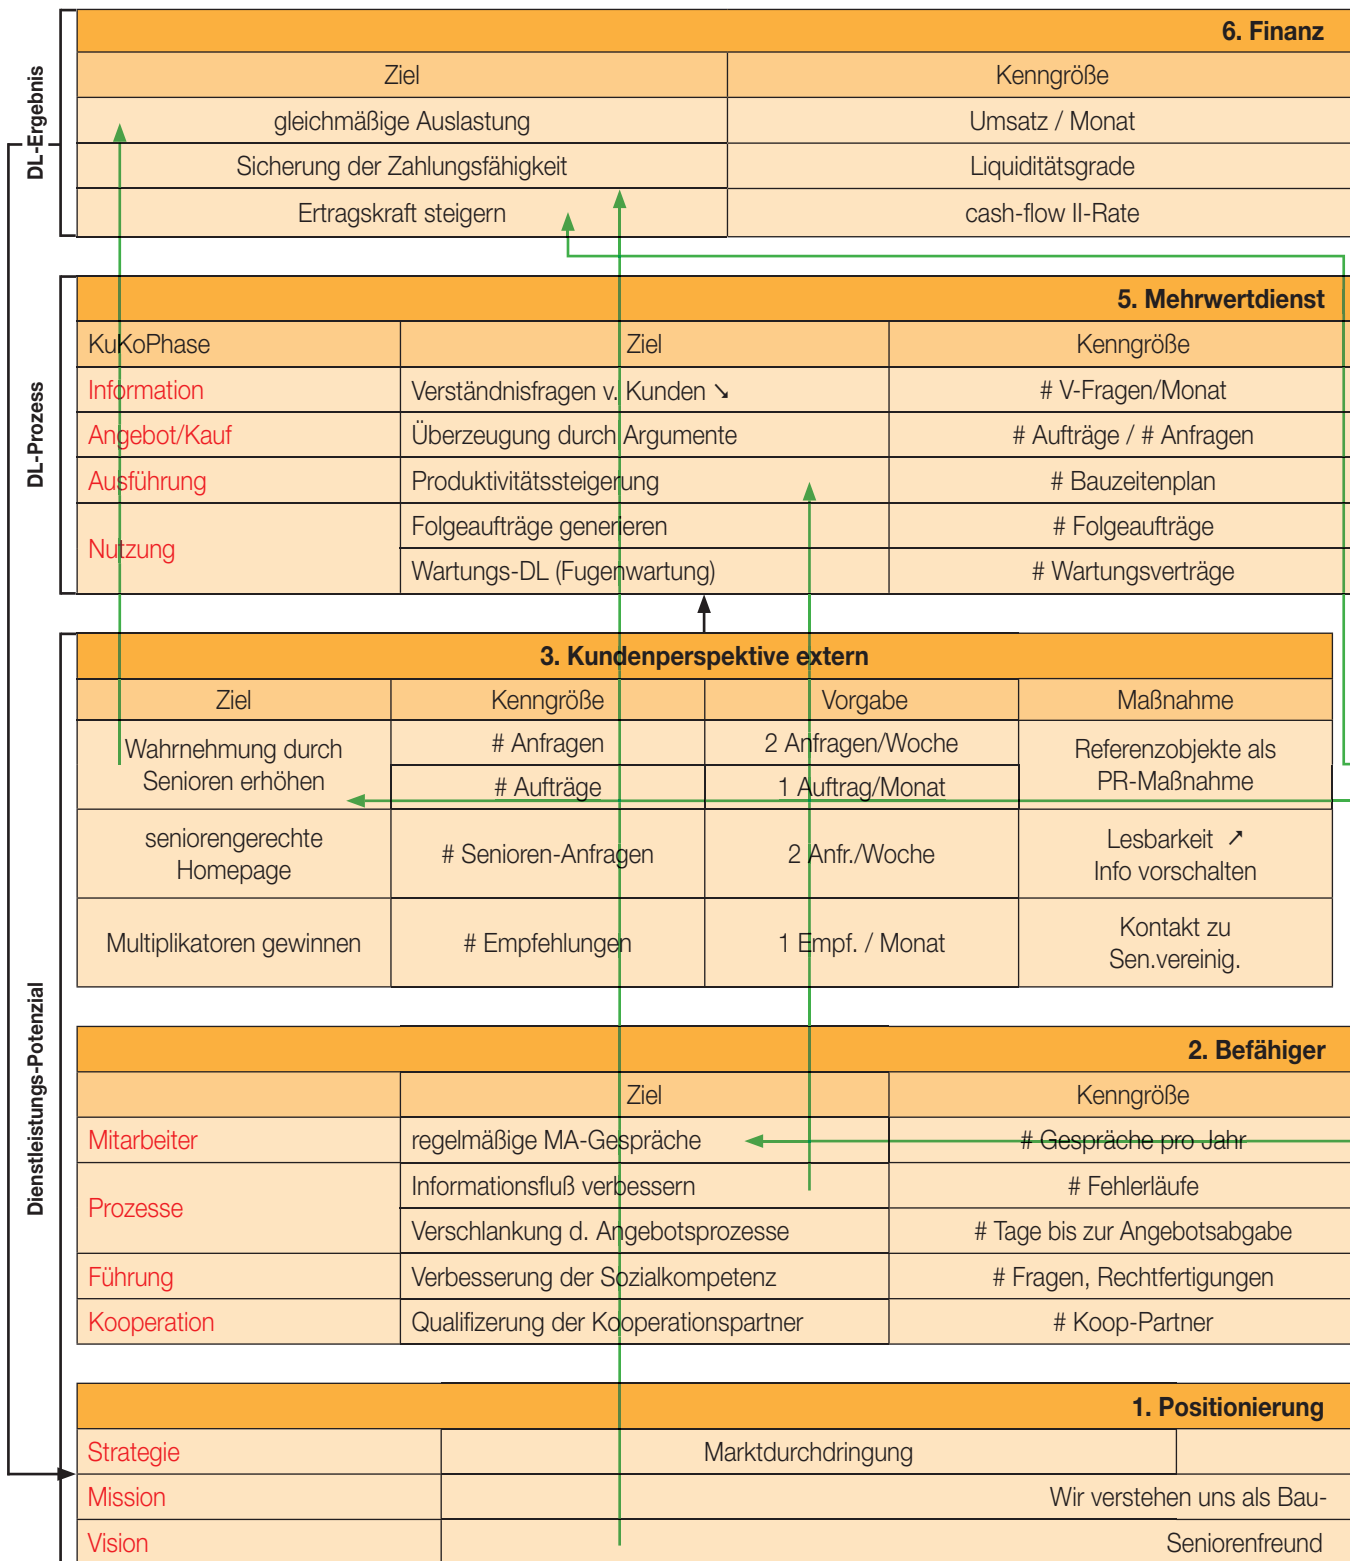 DL-Ergebnis
6. Finanz
Ziel Kenngröße
gleichmäßige Auslastung Umsatz / Monat
Sicherung der Zahlungsfähigkeit Liquiditätsgrade
Ertragskraft steigern cash-flow II-Rate
DL-Prozess
5. Mehrwertdienst
KuKoPhase Ziel Kenngröße
Information Verständnisfragen v. Kunden ↘ # V-Fragen/Monat
Angebot/Kauf Überzeugung durch Argumente # Aufträge / # Anfragen
Ausführung Produktivitätssteigerung # Bauzeitenplan
Nutzung Folgeaufträge generieren # Folgeaufträge
Wartungs-DL (Fugenwartung) # Wartungsverträge
Dienstleistungs-Potenzial
3. Kundenperspektive extern
Ziel Kenngröße Vorgabe Maßnahme
Wahrnehmung durch
Senioren erhöhen
# Anfragen 2 Anfragen/Woche
# Aufträge 1 Auftrag/Monat
Referenzobjekte als
PR-Maßnahme
seniorengerechte
Homepage
# Senioren-Anfragen 2 Anfr./Woche
Lesbarkeit ↗
Info vorschalten
Multiplikatoren gewinnen # Empfehlungen 1 Empf. / Monat
Kontakt zu
Sen.vereinig.
2. Befähiger
Ziel Kenngröße
Mitarbeiter regelmäßige MA-Gespräche # Gespräche pro Jahr
Prozesse Informationsfluß verbessern # Fehlerläufe
Verschlankung d. Angebotsprozesse # Tage bis zur Angebotsabgabe
Führung Verbesserung der Sozialkompetenz # Fragen, Rechtfertigungen
Kooperation Qualifizerung der Kooperationspartner # Koop-Partner
1. Positionierung
Strategie Marktdurchdringung
Mission Wir verstehen uns als Bau-
Vision Seniorenfreund